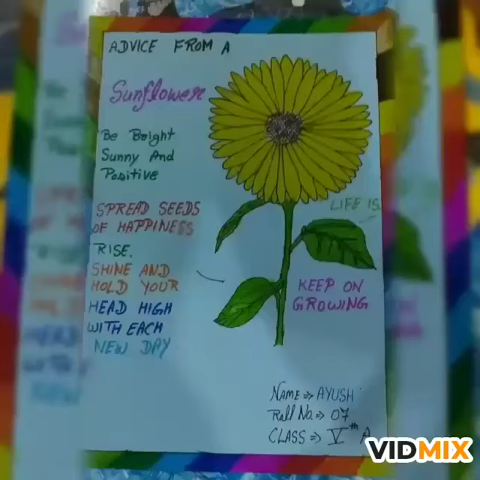 ADVICE FROM A
Sunflower
Be Bright
Sunny And
Positive
SPREAD SEEDS
OF HAPPINESS
RISE.
SHINE AND
HOLD YOUR
HEAD HIGH
WITH EACH
NEW DAY
LIFE IS
KEEP ON
GROWING
NAME => AYUSH
Roll No. => 07
CLASS => Vth A
VIDMIX